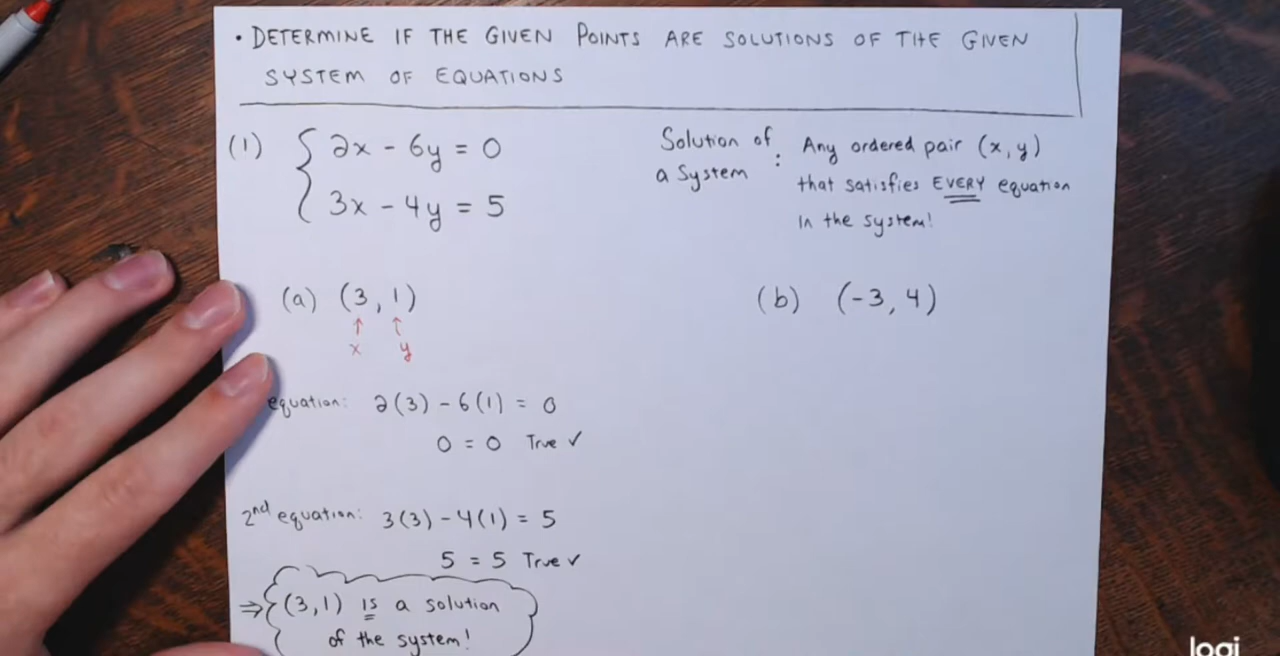 • DETERMINE IF THE GIVEN POINTS ARE SOLUTIONS OF THE GIVEN
SYSTEM OF EQUATIONS
(1) { 2x - 6y = 0
3x - 4y = 5
Solution of a System : Any ordered pair (x, y)
that satisfies EVERY equation
in the system!
(a) (3, 1)
x y
equation: 2(3) - 6(1) = 0
0 = 0 True ✓
2nd equation: 3(3) - 4(1) = 5
5 = 5 True ✓
⇒ (3, 1) IS a solution
of the system!
(b) (-3, 4)
logi